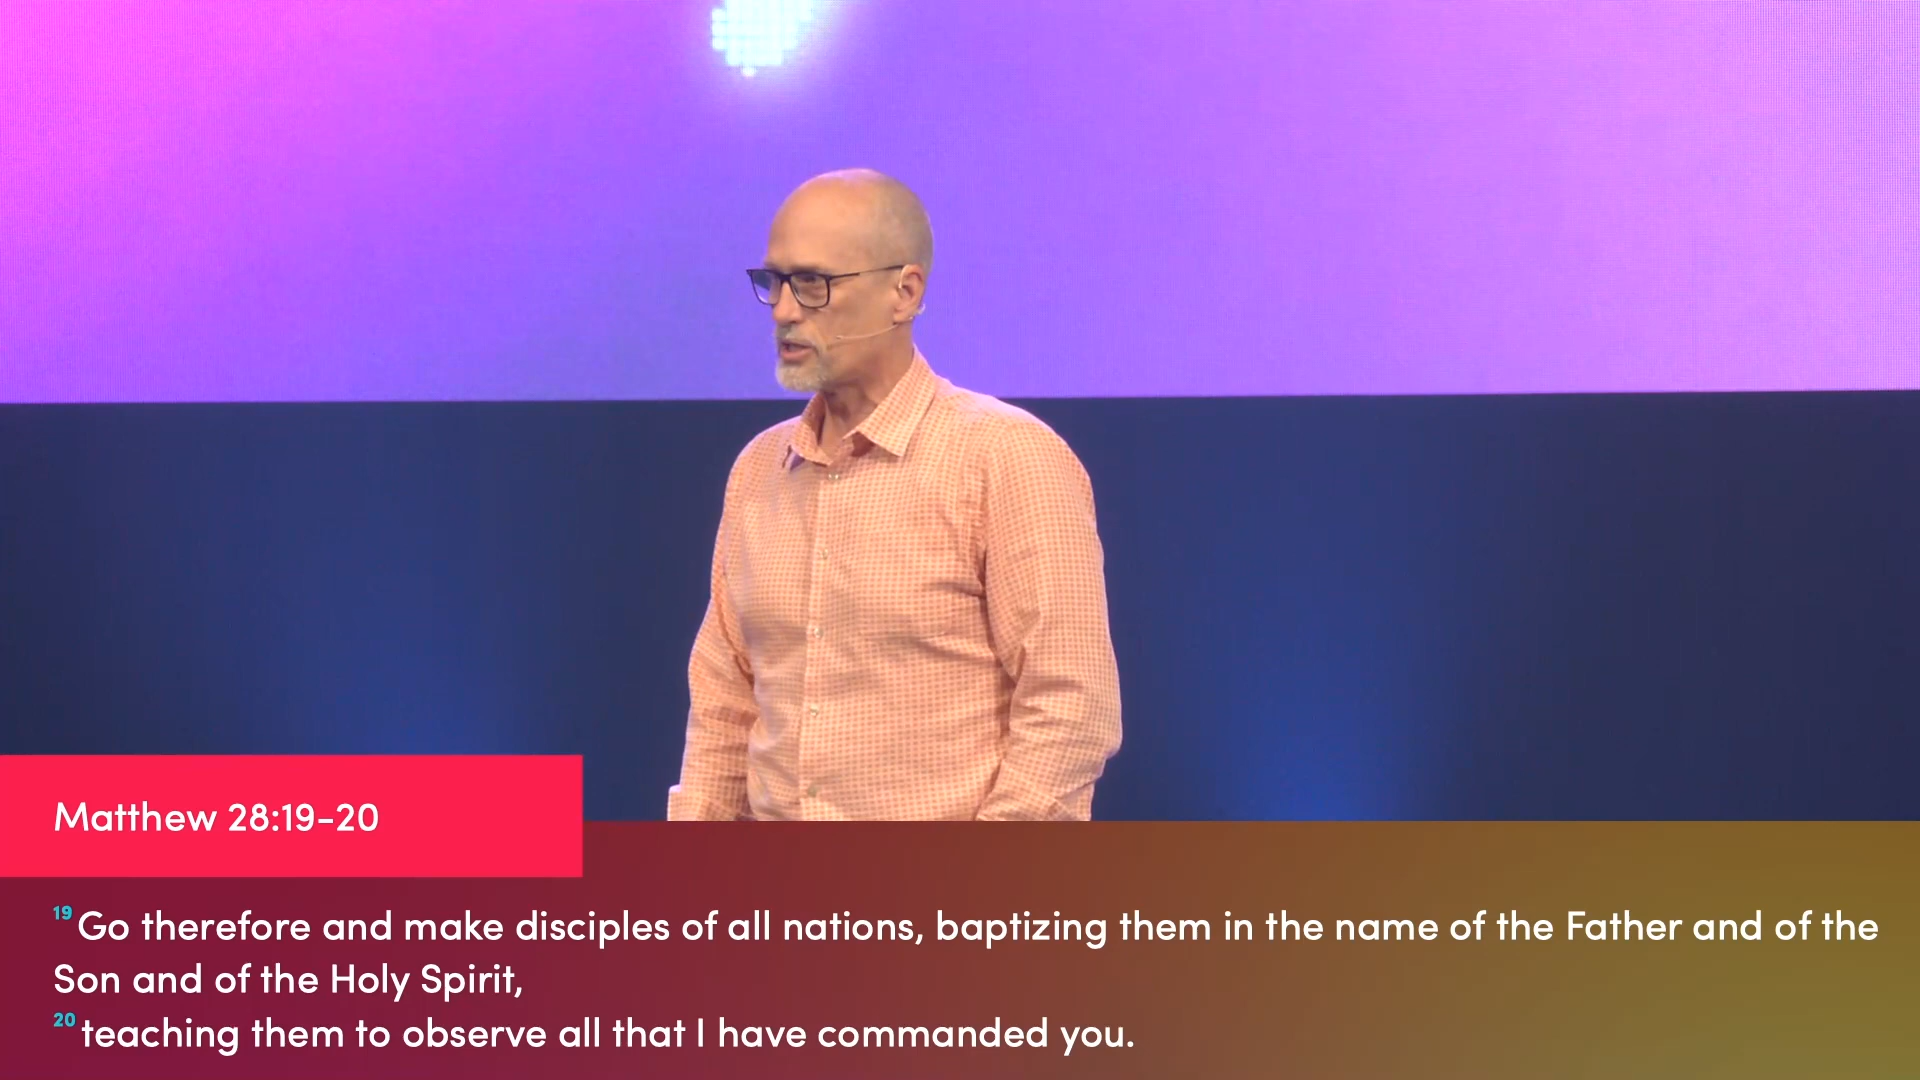 Matthew 28:19-20
19 Go therefore and make disciples of all nations, baptizing them in the name of the Father and of the
Son and of the Holy Spirit,
20 teaching them to observe all that I have commanded you.